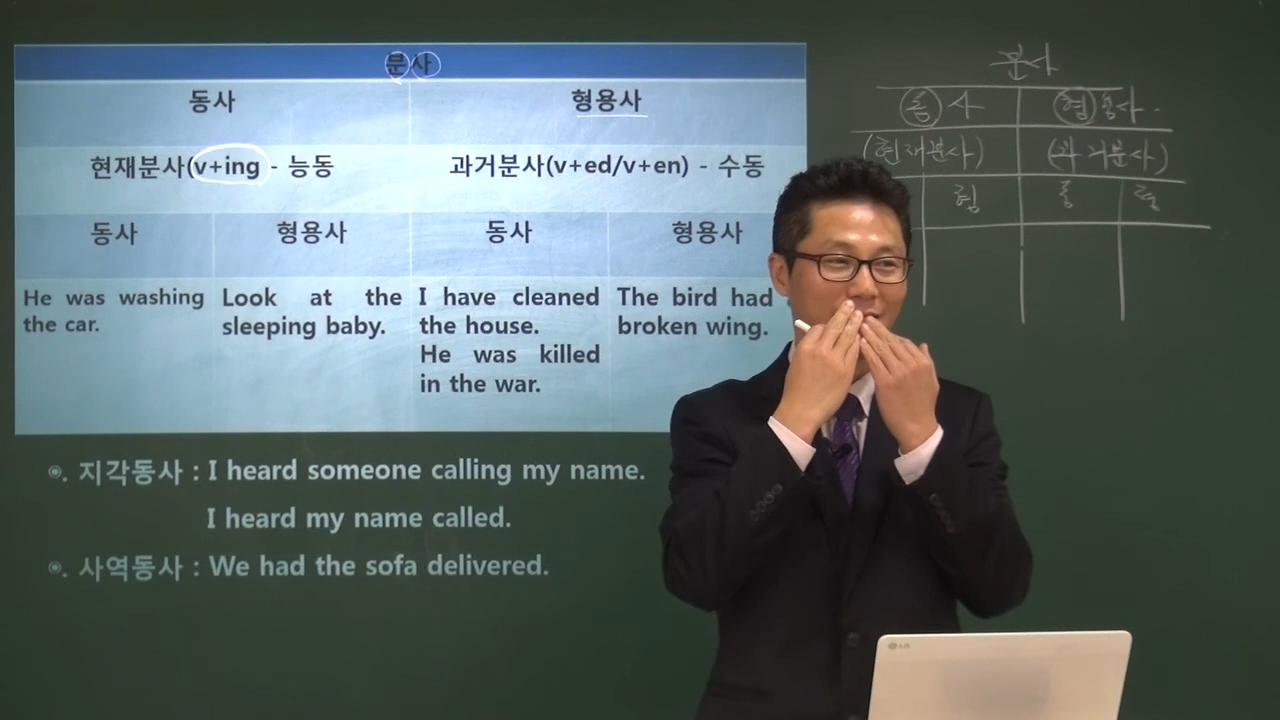 분사
동사 형용사
현재분사(v+ing - 능동 과거분사(v+ed/v+en) - 수동
동사 형용사 동사 형용사
He was washing
the car.
Look at the
sleeping baby.
I have cleaned
the house.
He was killed
in the war.
The bird had
broken wing.
◉. 지각동사 : I heard someone calling my name.
I heard my name called.
◉. 사역동사 : We had the sofa delivered.
분사
동사 형용사.
(현재분사) (과거분사)
형 동
LG